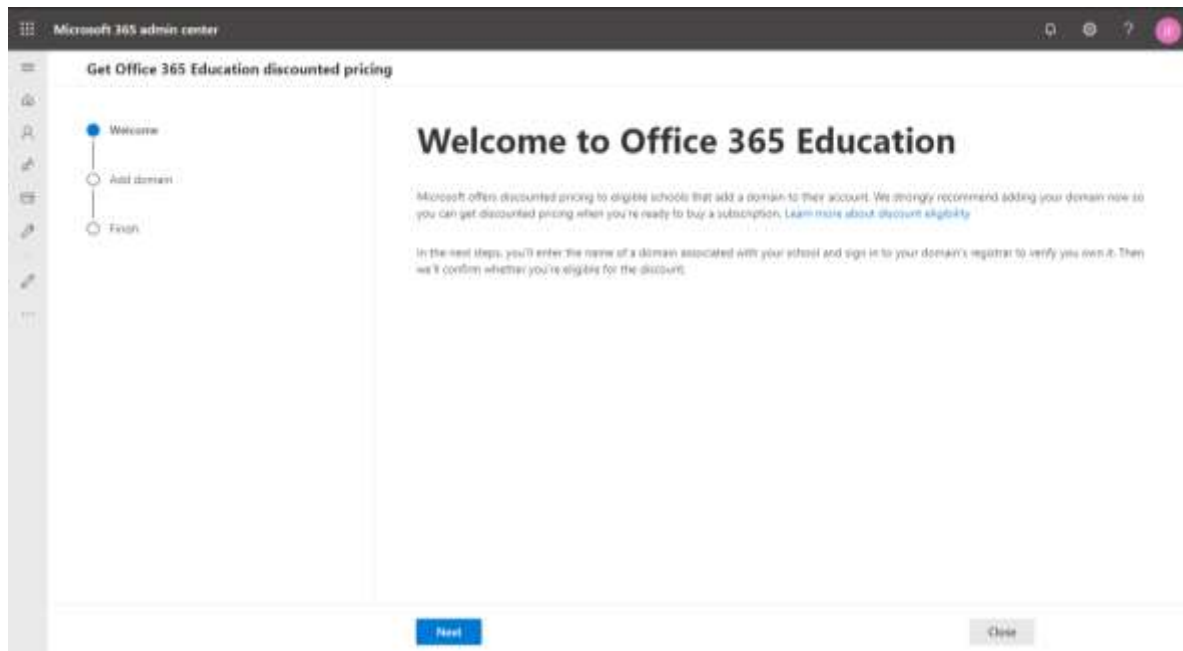 Microsoft 365 admin center
?
Get Office 365 Education discounted pricing
Welcome
Add domain
Finish
Welcome to Office 365 Education
Microsoft offers discounted pricing to eligible schools that add a domain to their account. We strongly recommend adding your domain now so
you can get discounted pricing when you're ready to buy a subscription. Learn more about discount eligibility
In the next steps, you'll enter the name of a domain associated with your school and sign in to your domain's registrar to verify you own it. Then
we'll confirm whether you're eligible for the discount.
Next
Close